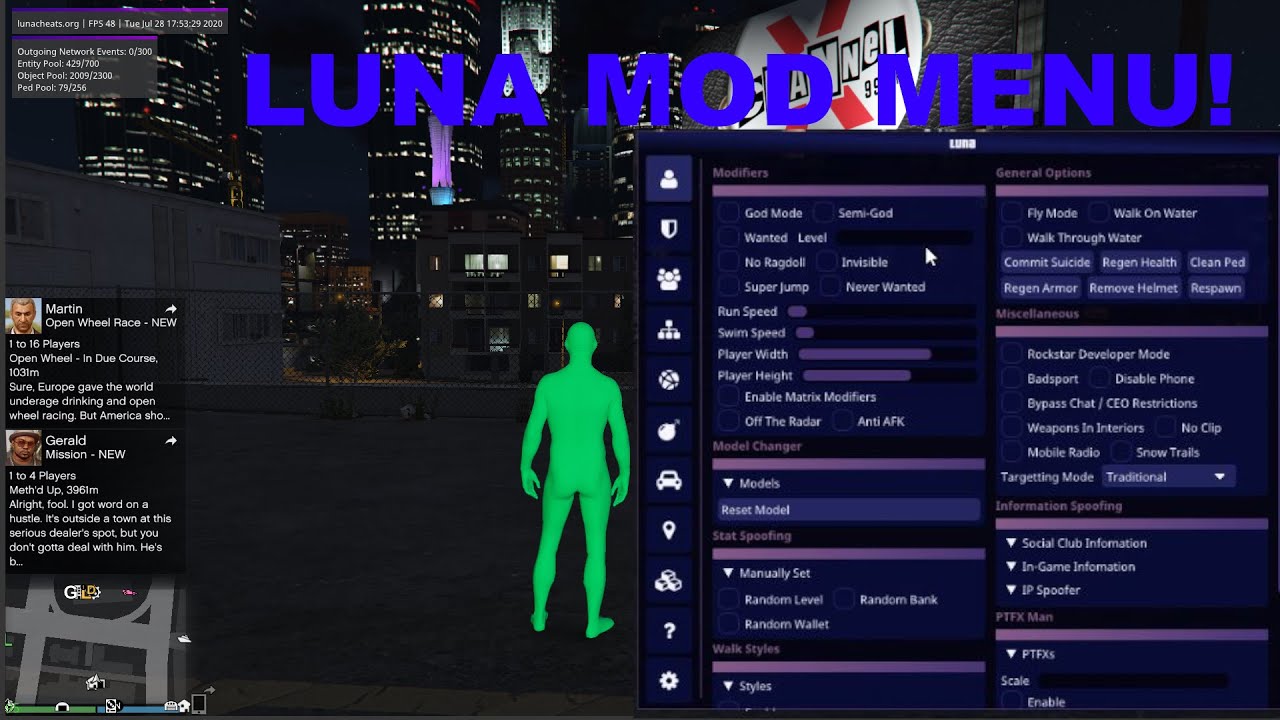 lunacheats.org | FPS 48 | Tue Jul 28 17:53:29 2020
Outgoing Network Events: 0/300
Entity Pool: 429/700
Object Pool: 2009/2300
Ped Pool: 79/256
LUNA MOD MENU!
CHANNEL
Martin
Open Wheel Race - NEW
1 to 16 Players
Open Wheel - In Due Course,
1031m
Sure, Europe gave the world
underage drinking and open
wheel racing. But America sho...
Gerald
Mission - NEW
1 to 4 Players
Meth'd Up, 3961m
Alright, fool. I got word on a
hustle. It's outside a town at this
serious dealer's spot, but you
don't gotta deal with him. He's
b...
Luna
Modifiers
God Mode Semi-God
Wanted Level
No Ragdoll Invisible
Super Jump Never Wanted
Run Speed
Swim Speed
Player Width
Player Height
Enable Matrix Modifiers
Off The Radar Anti AFK
Model Changer
Models
Reset Model
Stat Spoofing
Manually Set
Random Level Random Bank
Random Wallet
Walk Styles
Styles
General Options
Fly Mode Walk On Water
Walk Through Water
Commit Suicide Regen Health Clean Ped
Regen Armor Remove Helmet Respawn
Miscellaneous
Rockstar Developer Mode
Badsport Disable Phone
Bypass Chat / CEO Restrictions
Weapons In Interiors No Clip
Mobile Radio Snow Trails
Targetting Mode Traditional
Information Spoofing
Social Club Infomation
In-Game Infomation
IP Spoofer
PTFX Man
PTFXs
Scale
Enable